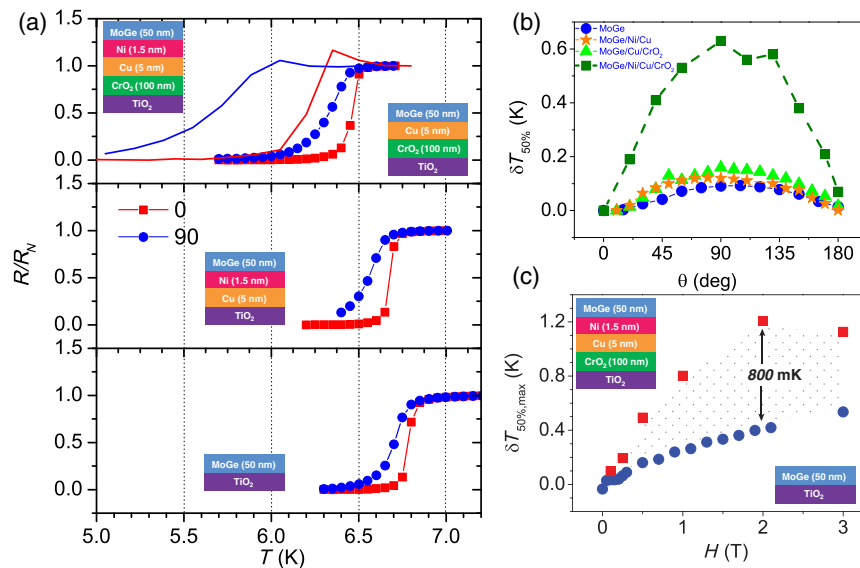 (a)
MoGe (50 nm)
Ni (1.5 nm)
Cu (5 nm)
CrO₂ (100 nm)
TiO₂
MoGe (50 nm)
Cu (5 nm)
CrO₂ (100 nm)
TiO₂
1.5
1.0
0.5
0.0
1.5
1.0
0.5
0.0
1.5
1.0
0.5
0.0
R/R_N
0
90
MoGe (50 nm)
Ni (1.5 nm)
Cu (5 nm)
TiO₂
MoGe (50 nm)
TiO₂
5.0 5.5 6.0 6.5 7.0
T (K)
(b)
MoGe
MoGe/Ni/Cu
MoGe/Cu/CrO₂
MoGe/Ni/Cu/CrO₂
0.6
0.4
0.2
0.0
δT50% (K)
0 45 90 135 180
θ (deg)
(c)
MoGe (50 nm)
Ni (1.5 nm)
Cu (5 nm)
CrO₂ (100 nm)
TiO₂
1.2
0.8
0.4
0.0
δT50%,max (K)
800 mK
MoGe (50 nm)
TiO₂
0 1 2 3
H (T)